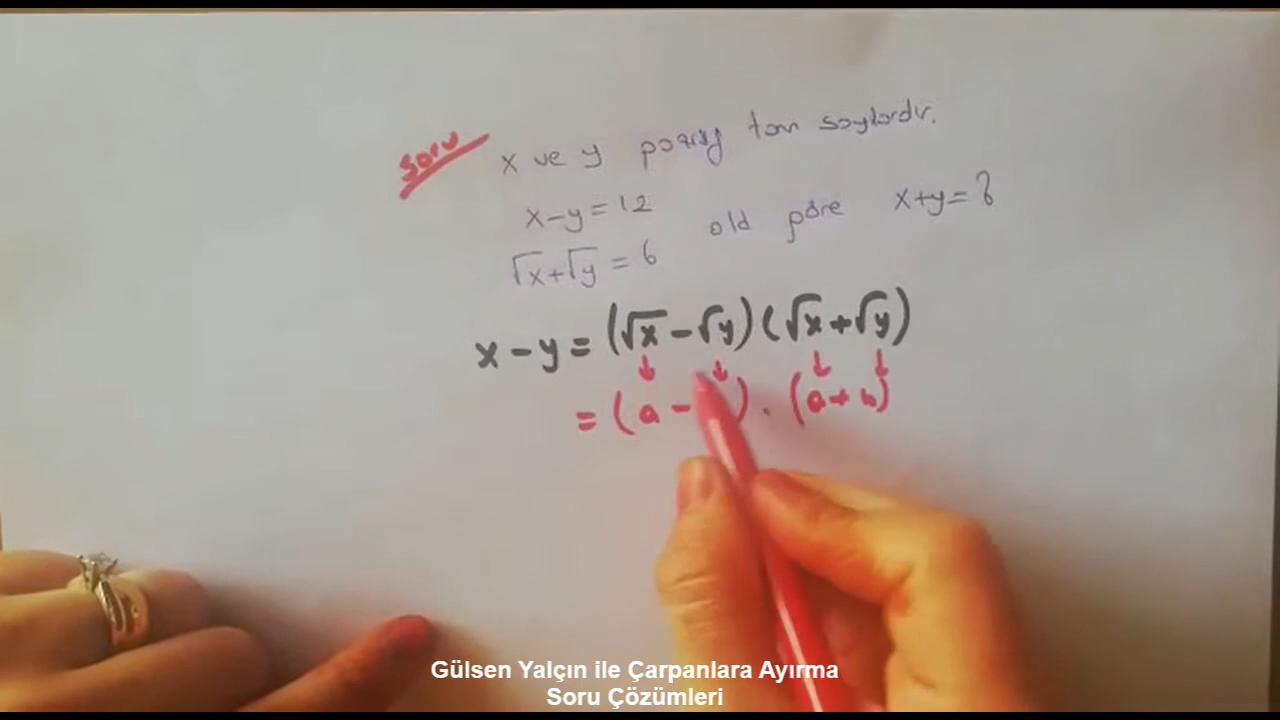 Soru x ve y pozitif tam sayılardır.
x-y=12
√x+√y=6 old göre x+y=?
x-y=(√x-√y)(√x+√y)
=(a-).(a+b)
Gülsen Yalçın ile Çarpanlara Ayırma
Soru Çözümleri